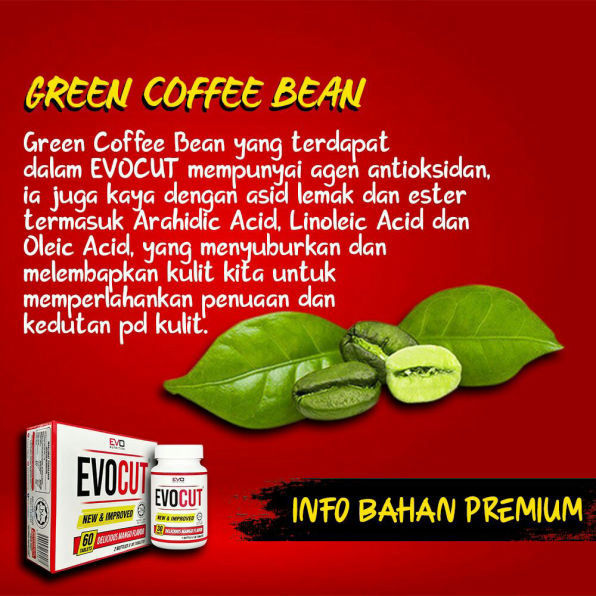 GREEN COFFEE BEAN
Green Coffee Bean yang terdapat
dalam EVOCUT mempunyai agen antioksidan,
ia juga kaya dengan asid lemak dan ester
termasuk Arahidic Acid, Linoleic Acid dan
Oleic Acid, yang menyuburkan dan
melembapkan kulit kita untuk
memperlahankan penuaan dan
kedutan pd kulit.
EVO
EVOCUT
NEW & IMPROVED
60
TABLETS
DELICIOUS MANGO FLAVOR
EVO
EVOCUT
NEW & IMPROVED
30
DELICIOUS MANGO FLAVOR
INFO BAHAN PREMIUM